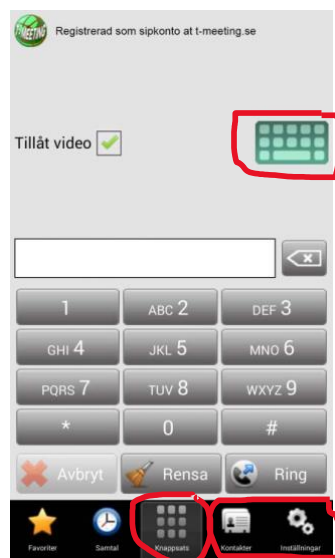 T-MEETING
Registrerad som sipkonto at t-meeting.se
Tillåt video
1 ABC 2 DEF 3
GHI 4 JKL 5 MNO 6
PQRS 7 TUV 8 WXYZ 9
* 0 #
Avbryt Rensa Ring
Favoriter Samtal Knappsats Kontakter Inställningar